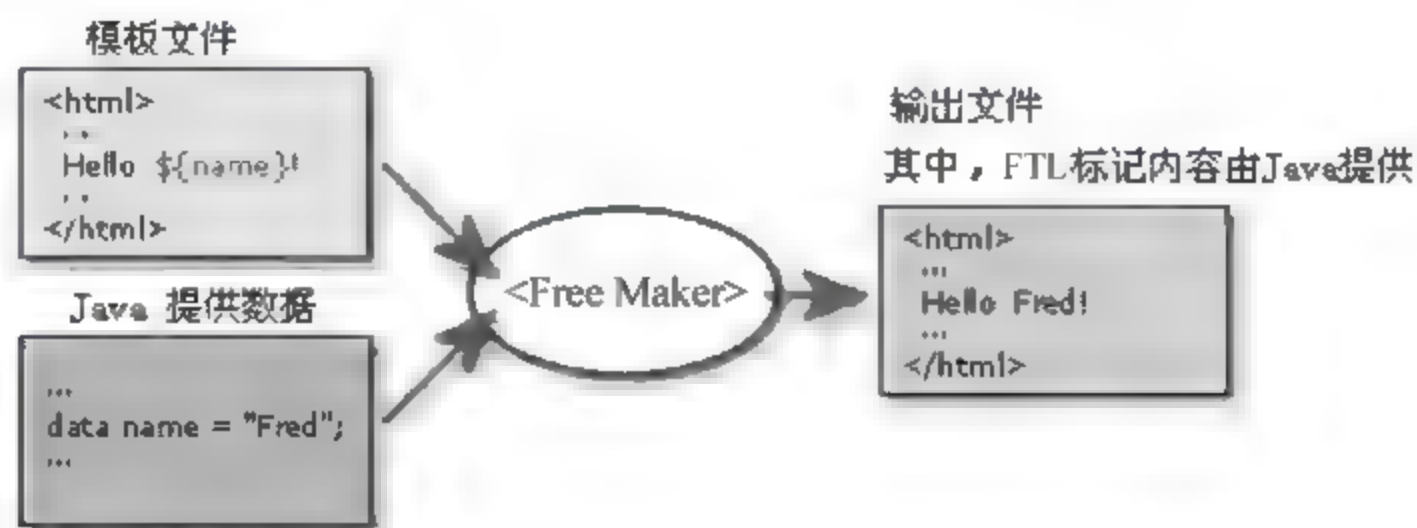 模板文件
<html>
...
Hello ${name}!
...
</html>
Java 提供数据
...
data name = "Fred";
...
<Free Maker>
输出文件
其中，FTL标记内容由Java提供
<html>
...
Hello Fred!
...
</html>